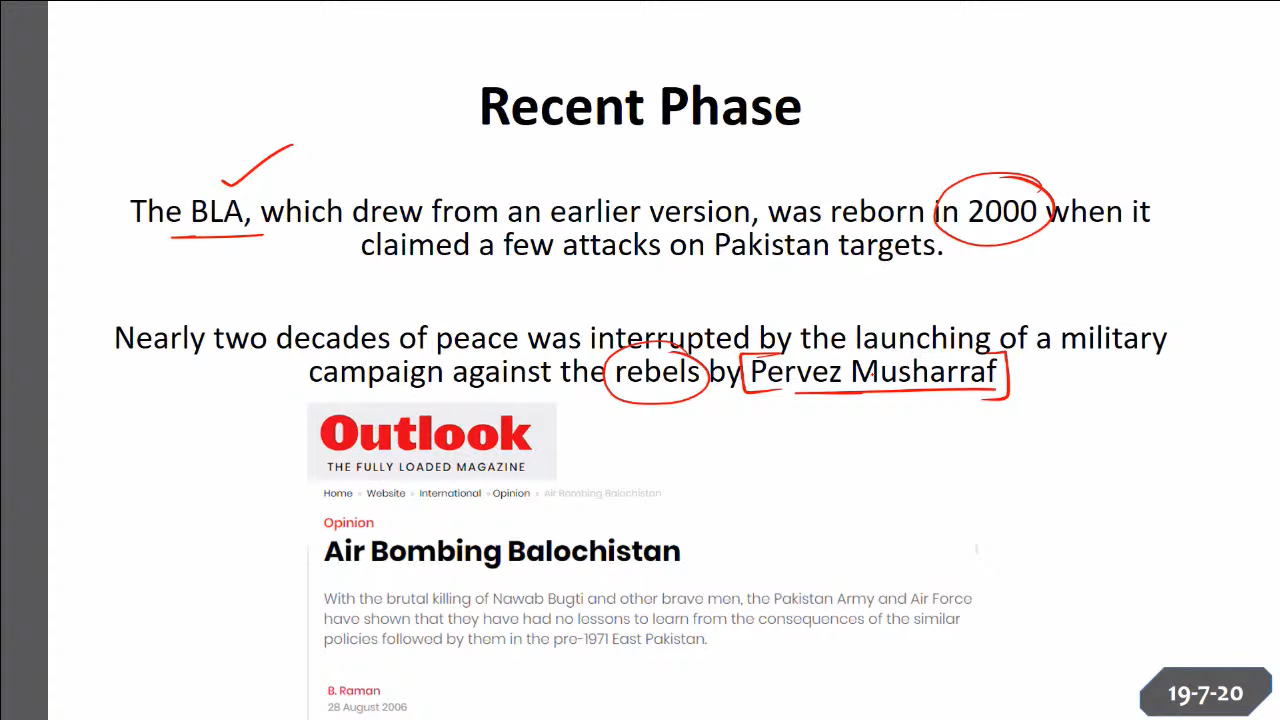 Recent Phase
The BLA, which drew from an earlier version, was reborn in 2000 when it
claimed a few attacks on Pakistan targets.
Nearly two decades of peace was interrupted by the launching of a military
campaign against the rebels by Pervez Musharraf
Outlook
THE FULLY LOADED MAGAZINE
Home » Website » International » Opinion » Air Bombing Balochistan
Opinion
Air Bombing Balochistan
With the brutal killing of Nawab Bugti and other brave men, the Pakistan Army and Air Force
have shown that they have had no lessons to learn from the consequences of the similar
policies followed by them in the pre-1971 East Pakistan.
B. Raman
28 August 2006
19-7-20